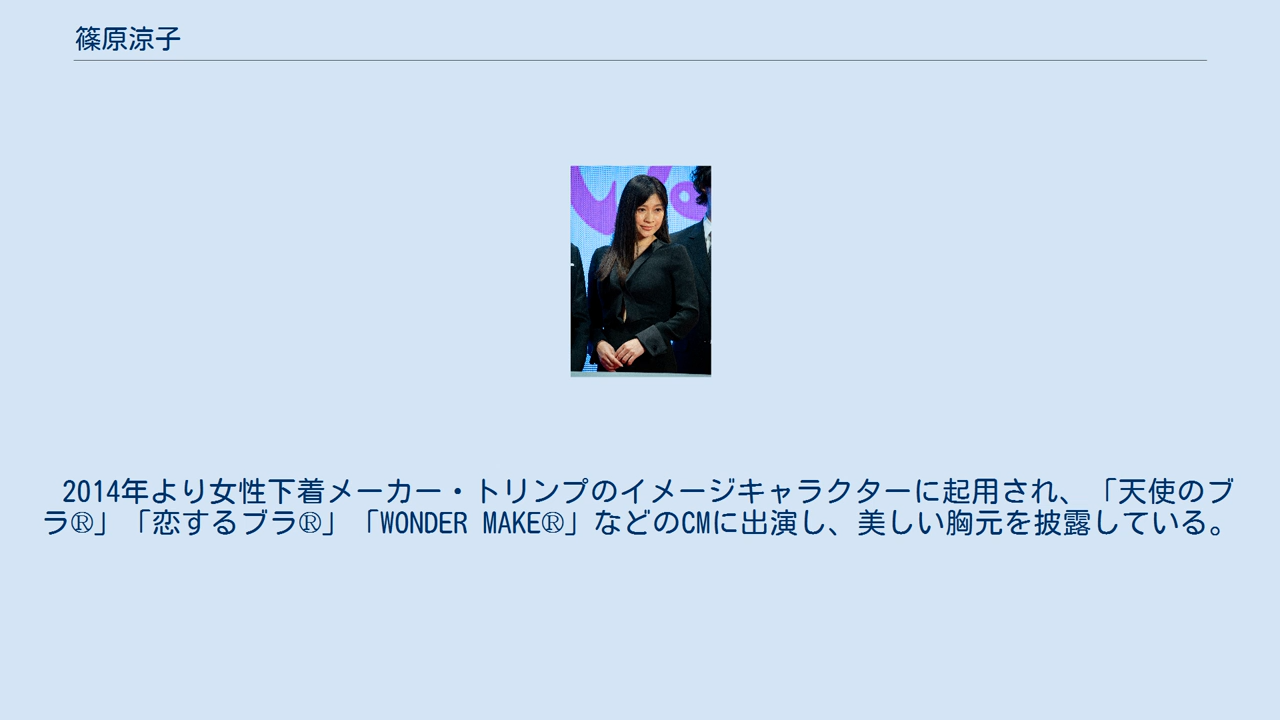 篠原涼子
2014年より女性下着メーカー・トリンプのイメージキャラクターに起用され、「天使のブ
ラ®」「恋するブラ®」「WONDER MAKE®」などのCMに出演し、美しい胸元を披露している。